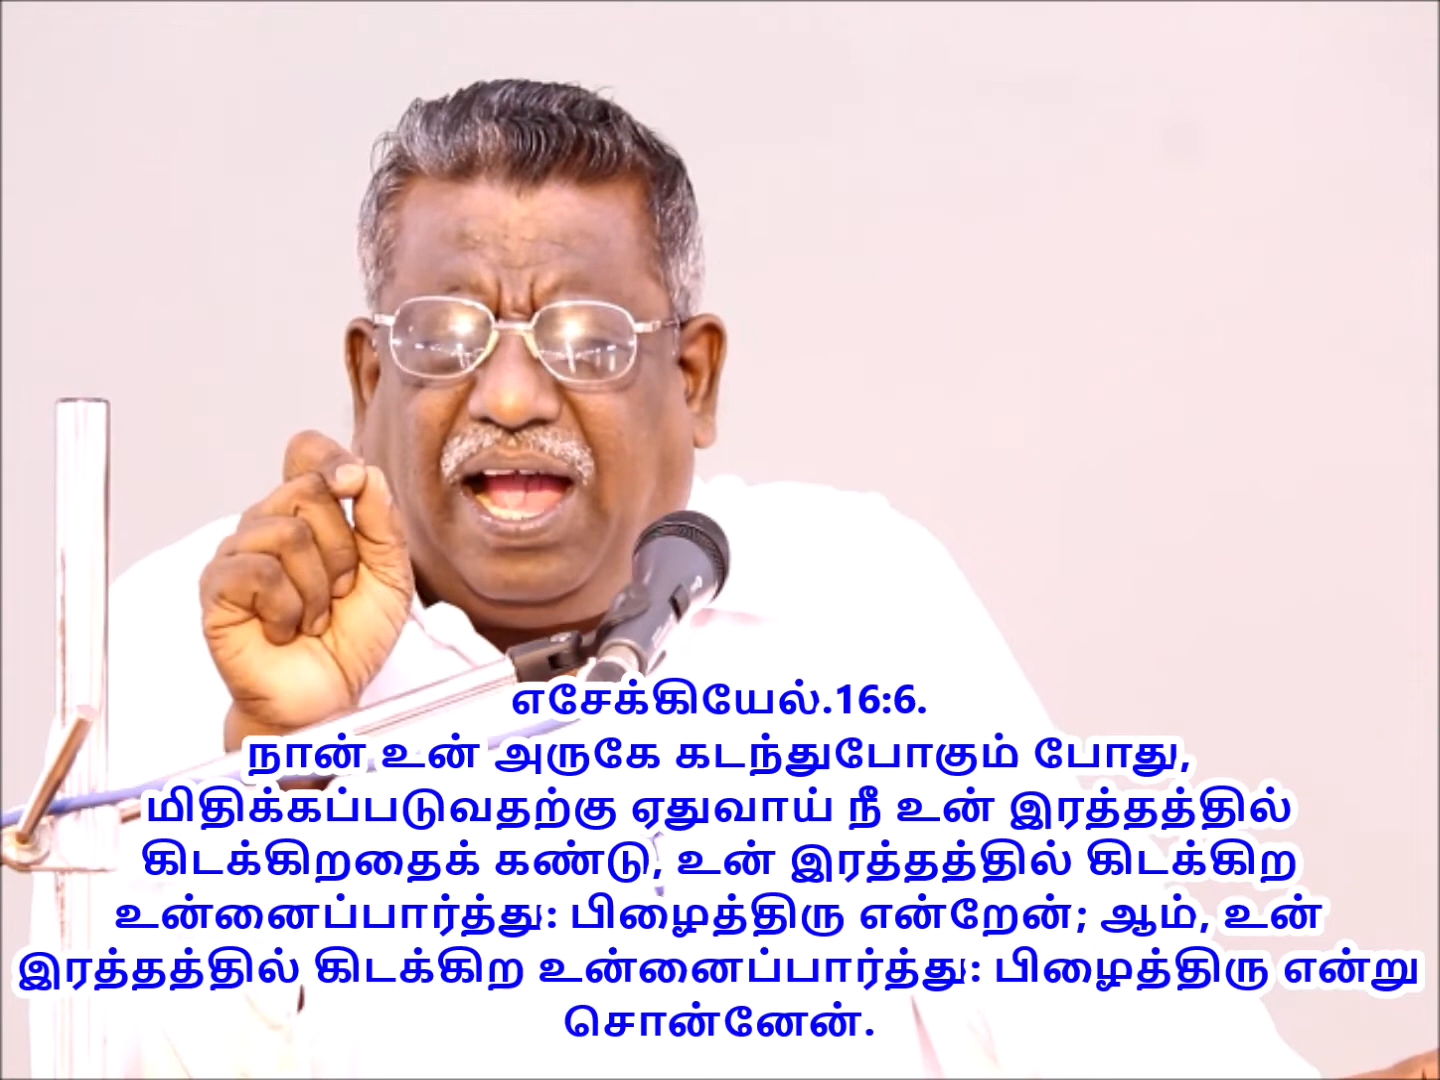 எசேக்கியேல்.16:6.
நான் உன் அருகே கடந்துபோகும் போது,
மிதிக்கப்படுவதற்கு ஏதுவாய் நீ உன் இரத்தத்தில்
கிடக்கிறதைக் கண்டு, உன் இரத்தத்தில் கிடக்கிற
உன்னைப்பார்த்து: பிழைத்திரு என்றேன்; ஆம், உன்
இரத்தத்தில் கிடக்கிற உன்னைப்பார்த்து: பிழைத்திரு என்று
சொன்னேன்.